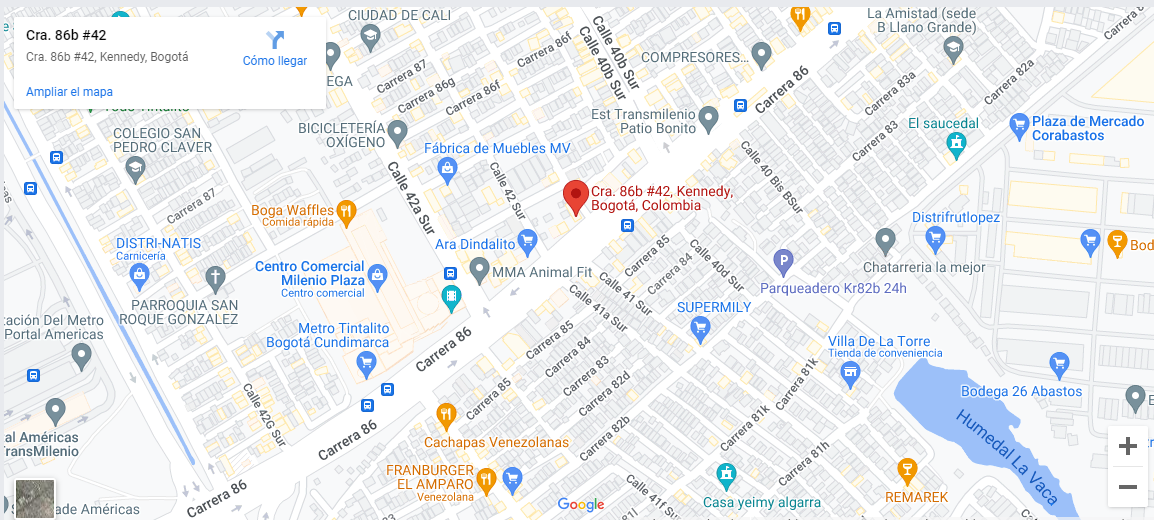 Cra. 86b #42
Cra. 86b #42, Kennedy, Bogotá
Cómo llegar
Ampliar el mapa
CIUDAD DE CALI
EGA
Carrera 87
Carrera 86g
Carrera 86f
Carrera 86f
Calle 40b Sur
Calle 40b Sur
COMPRESORES...
La Amistad (sede
B Llano Grande)
Carrera 86
Carrera 83a
Carrera 82a
Carrera 8
COLEGIO SAN
PEDRO CLAVER
BICICLETERÍA
OXÍGENO
Fábrica de Muebles MV
Est Transmilenio
Patio Bonito
Carrera 83
El saucedal
Plaza de Mercado
Corabastos
Carrera 87
Calle 42a Sur
Calle 42 Sur
Calle 40 Bis BSur
Cra. 86b #42, Kennedy,
Bogotá, Colombia
Boga Waffles
Comida rápida
Ara Dindalito
Distrifrutlopez
Bod
DISTRI-NATIS
Carnicería
Centro Comercial
Milenio Plaza
Centro comercial
MMA Animal Fit
Carrera 85
Carrera 84
Calle 40d Sur
Chatarreria la mejor
Parqueadero Kr82b 24h
PARROQUIA SAN
ROQUE GONZALEZ
Calle 41 Sur
Calle 41a Sur
SUPERMILY
tación Del Metro
Portal Americas
Metro Tintalito
Bogotá Cundimarca
Carrera 86
Carrera 85
Carrera 84
Carrera 83
Villa De La Torre
Tienda de conveniencia
Carrera 81k
Bodega 26 Abastos
Calle 42G Sur
Carrera 85
Carrera 82d
Carrera 82b
Carrera 81k
Carrera 81h
Humedal La Vaca
al Américas
TransMilenio
Carrera 86
Cachapas Venezolanas
FRANBURGER
EL AMPARO
Venezolana
Carrera 86
Calle 41f Sur
Casa yeimy algarra
REMAREK
ade Américas
Google